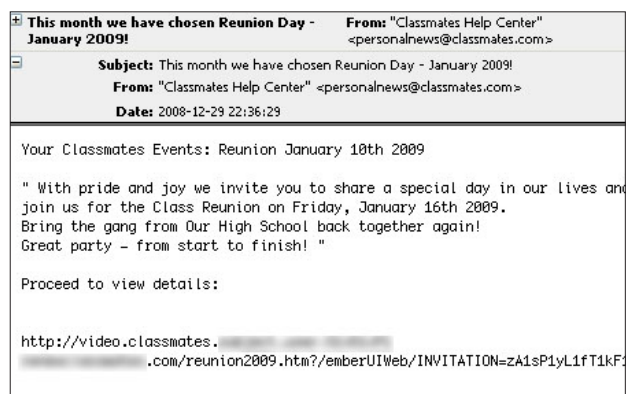 This month we have chosen Reunion Day - From: "Classmates Help Center"
January 2009! <personalnews@classmates.com>
Subject: This month we have chosen Reunion Day - January 2009!
From: "Classmates Help Center" <personalnews@classmates.com>
Date: 2008-12-29 22:36:29
Your Classmates Events: Reunion January 10th 2009
" With pride and joy we invite you to share a special day in our lives and
join us for the Class Reunion on Friday, January 16th 2009.
Bring the gang from Our High School back together again!
Great party – from start to finish! "
Proceed to view details:
http://video.classmates.
.com/reunion2009.htm?/emberUIWeb/INVITATION=zA1sP1yL1fT1kF1